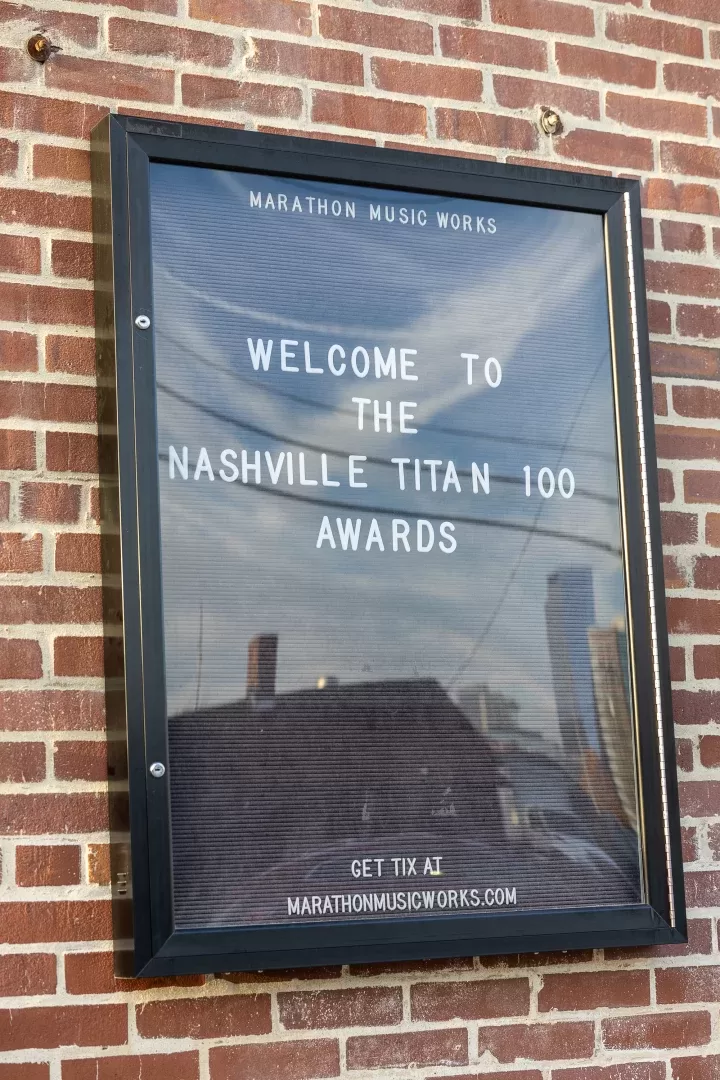 MARATHON MUSIC WORKS
WELCOME TO
THE
NASHVILLE TITAN 100
AWARDS
GET TIX AT
MARATHONMUSICWORKS.COM